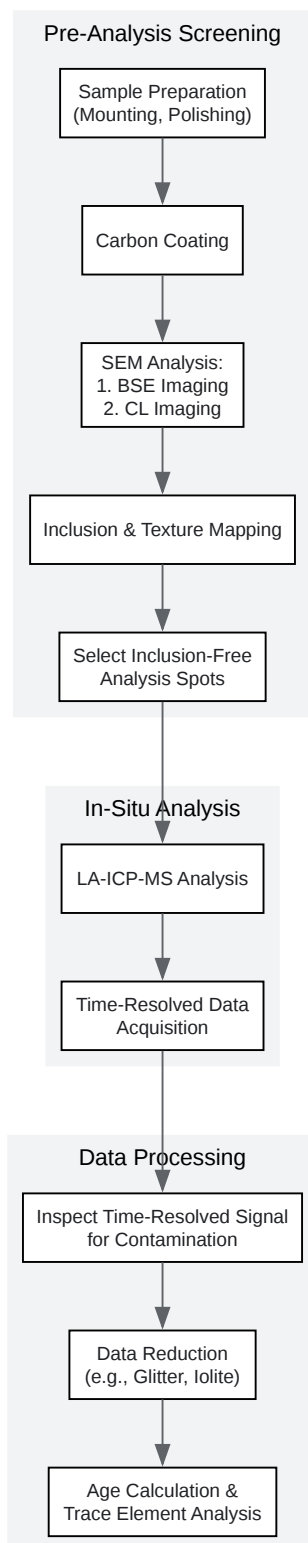 Pre-Analysis Screening
Sample Preparation
(Mounting, Polishing)
Carbon Coating
SEM Analysis:
1. BSE Imaging
2. CL Imaging
Inclusion & Texture Mapping
Select Inclusion-Free
Analysis Spots
In-Situ Analysis
LA-ICP-MS Analysis
Time-Resolved Data
Acquisition
Data Processing
Inspect Time-Resolved Signal
for Contamination
Data Reduction
(e.g., Glitter, Iolite)
Age Calculation &
Trace Element Analysis